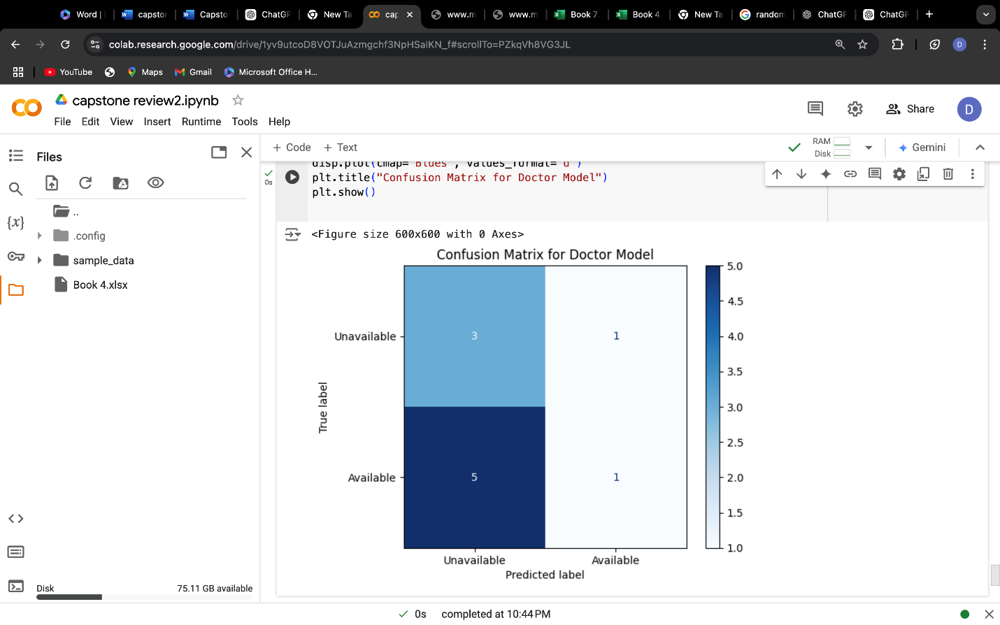 Word |
capsto
Capsto
ChatGP
New Ta
cap
www.m
www.m
Book 7
Book 4
New Ta
random
ChatGP
ChatGP
colab.research.google.com/drive/1yv9utcoD8VOTJuAzmgchf3NpHSaIKN_f#scrollTo=PZkqVh8VG3JL
D
YouTube
Maps
Gmail
Microsoft Office H...
capstone review2.ipynb
File Edit View Insert Runtime Tools Help
Share
D
Files
+ Code + Text
RAM
Disk
Gemini
..
.config
sample_data
Book 4.xlsx
{x}
Disk 75.11 GB available
0s
disp.plot(cmap="Blues", values_format="d")
plt.title("Confusion Matrix for Doctor Model")
plt.show()
<Figure size 600x600 with 0 Axes>
Confusion Matrix for Doctor Model
True label
Unavailable
3 1
Available
5 1
Unavailable Available
Predicted label
5.0
4.5
4.0
3.5
3.0
2.5
2.0
1.5
1.0
0s completed at 10:44 PM